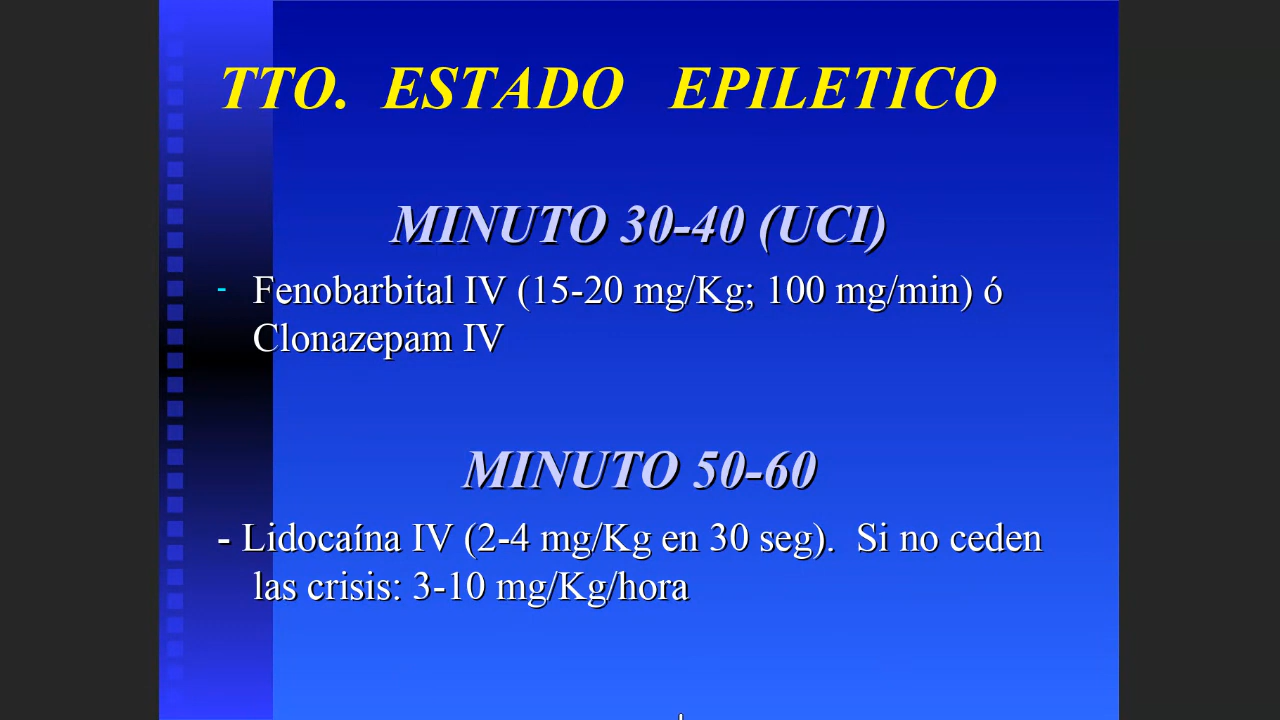 TTO. ESTADO EPILETICO
MINUTO 30-40 (UCI)
- Fenobarbital IV (15-20 mg/Kg; 100 mg/min) ó
Clonazepam IV
MINUTO 50-60
- Lidocaína IV (2-4 mg/Kg en 30 seg). Si no ceden
las crisis: 3-10 mg/Kg/hora